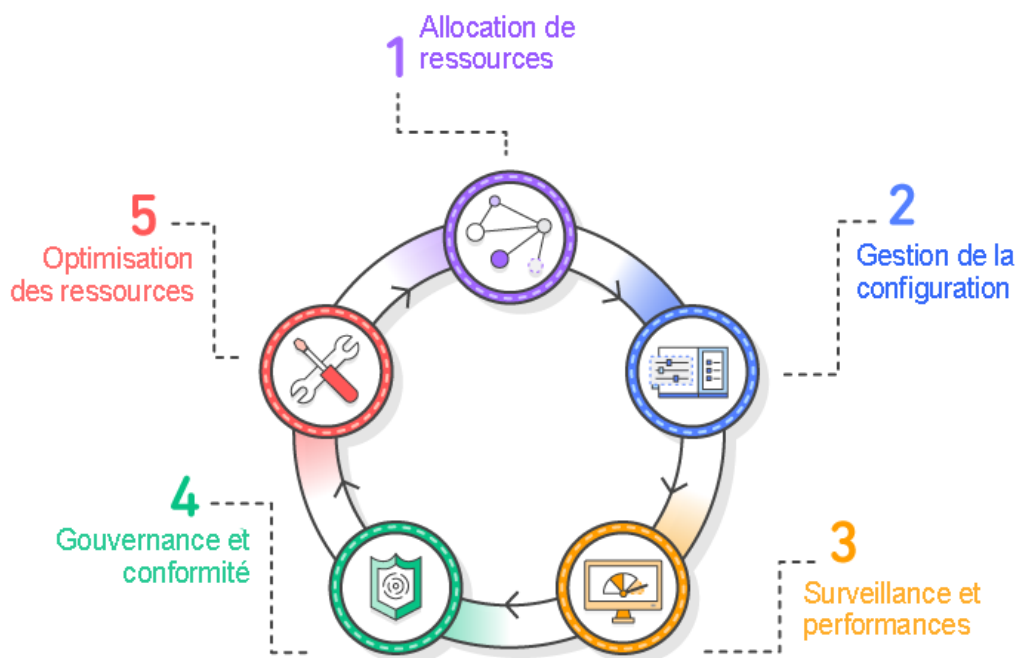 1
Allocation de
ressources
2
Gestion de la
configuration
3
Surveillance et
performances
4
Gouvernance et
conformité
5
Optimisation
des ressources